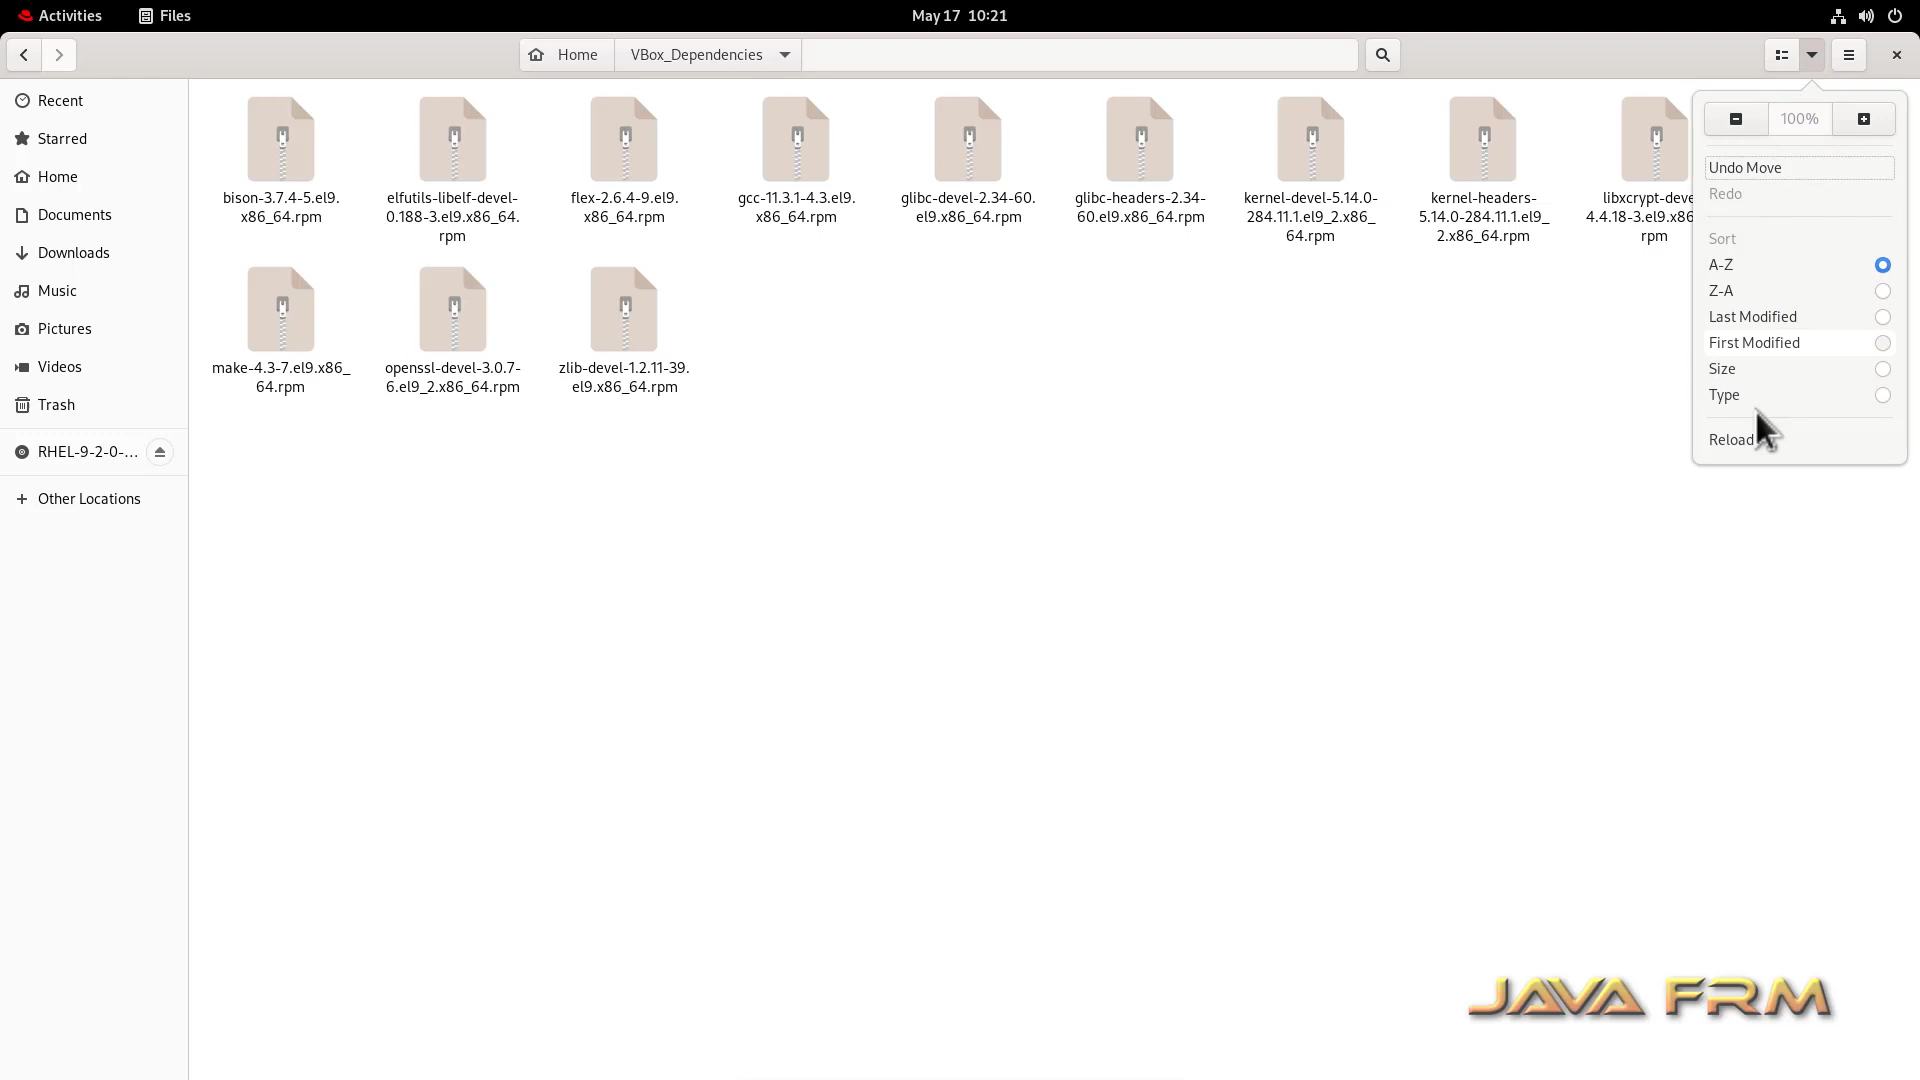 Activities
Files
May 17 10:21
Home
VBox_Dependencies
Recent
Starred
Home
Documents
Downloads
Music
Pictures
Videos
Trash
RHEL-9-2-0-...
Other Locations
bison-3.7.4-5.el9.
x86_64.rpm
elfutils-libelf-devel-
0.188-3.el9.x86_64.
rpm
flex-2.6.4-9.el9.
x86_64.rpm
gcc-11.3.1-4.3.el9.
x86_64.rpm
glibc-devel-2.34-60.
el9.x86_64.rpm
glibc-headers-2.34-
60.el9.x86_64.rpm
kernel-devel-5.14.0-
284.11.1.el9_2.x86_
64.rpm
kernel-headers-
5.14.0-284.11.1.el9_
2.x86_64.rpm
libxcrypt-deve
4.4.18-3.el9.x86
rpm
make-4.3-7.el9.x86_
64.rpm
openssl-devel-3.0.7-
6.el9_2.x86_64.rpm
zlib-devel-1.2.11-39.
el9.x86_64.rpm
100%
Undo Move
Redo
Sort
A-Z
Z-A
Last Modified
First Modified
Size
Type
Reload
JAVA FRM